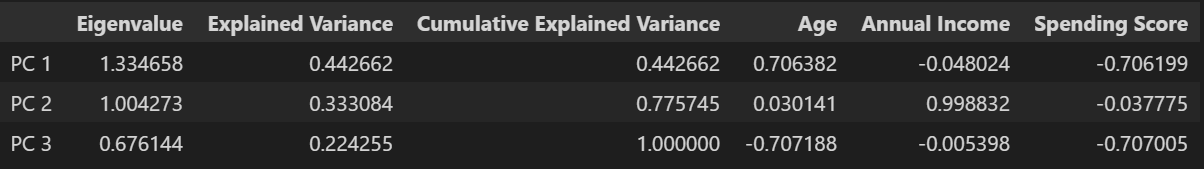 Eigenvalue Explained Variance Cumulative Explained Variance Age Annual Income Spending Score
PC 1 1.334658 0.442662 0.442662 0.706382 -0.048024 -0.706199
PC 2 1.004273 0.333084 0.775745 0.030141 0.998832 -0.037775
PC 3 0.676144 0.224255 1.000000 -0.707188 -0.005398 -0.707005